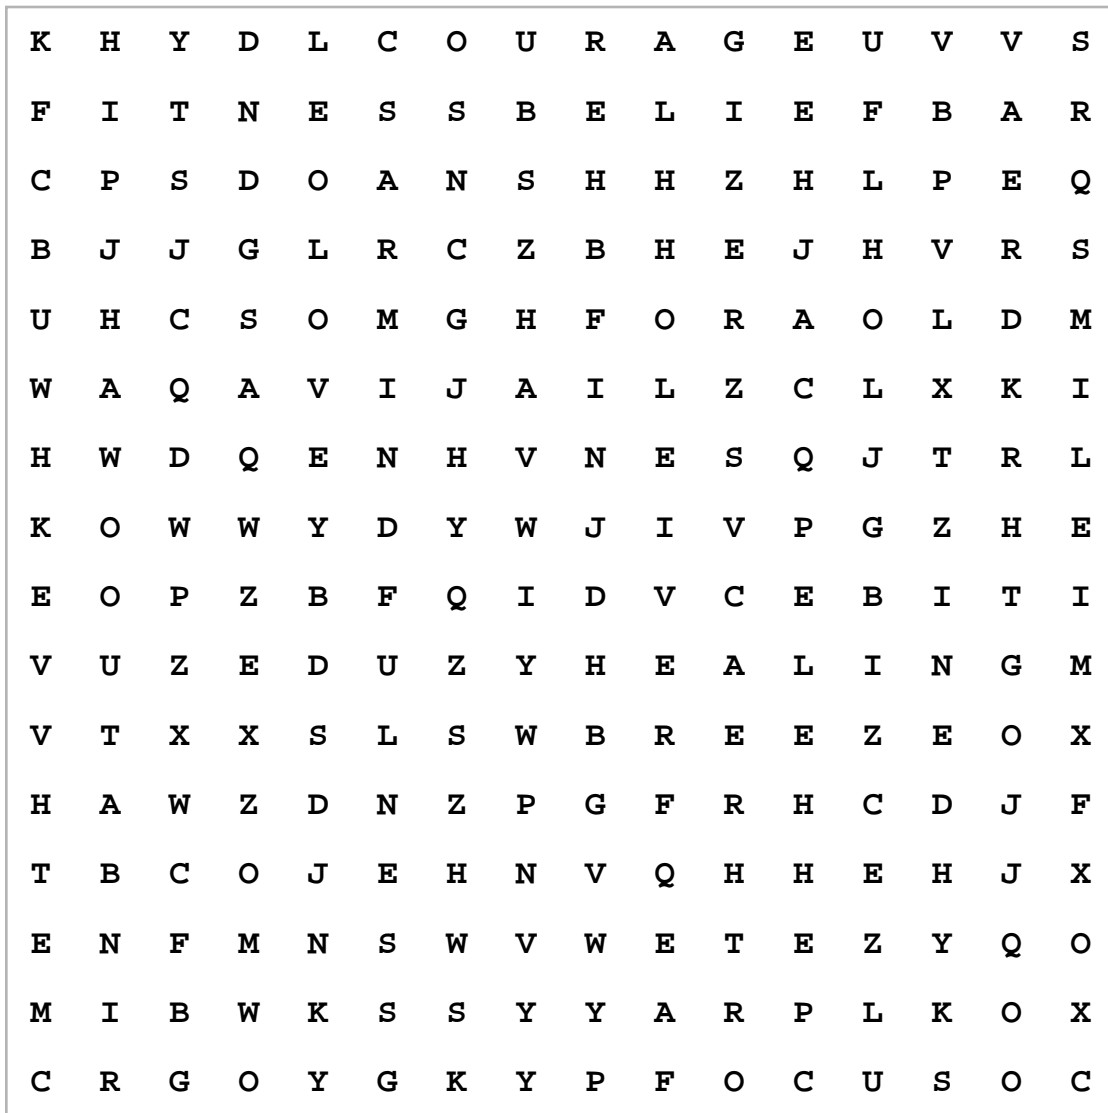 K H Y D L C O U R A G E U V V S
F I T N E S S B E L I E F B A R
C P S D O A N S H H Z H L P E Q
B J J G L R C Z B H E J H V R S
U H C S O M G H F O R A O L D M
W A Q A V I J A I L Z C L X K I
H W D Q E N H V N E S Q J T R L
K O W W Y D Y W J I V P G Z H E
E O P Z B F Q I D V C E B I T I
V U Z E D U Z Y H E A L I N G M
V T X X S L S W B R E E Z E O X
H A W Z D N Z P G F R H C D J F
T B C O J E H N V Q H H E H J X
E N F M N S W V W E T E Z Y Q O
M I B W K S S Y Y A R P L K O X
C R G O Y G K Y P F O C U S O C